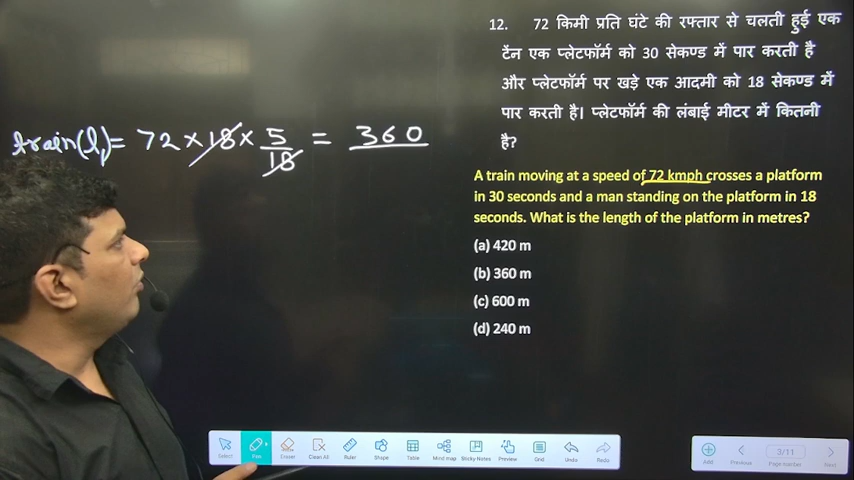 12. 72 किमी प्रति घंटे की रफ्तार से चलती हुई एक
टेंन एक प्लेटफॉर्म को 30 सेकण्ड में पार करती है
और प्लेटफॉर्म पर खड़े एक आदमी को 18 सेकण्ड में
पार करती है। प्लेटफॉर्म की लंबाई मीटर में कितनी
है?
A train moving at a speed of 72 kmph crosses a platform
in 30 seconds and a man standing on the platform in 18
seconds. What is the length of the platform in metres?
(a) 420 m
(b) 360 m
(c) 600 m
(d) 240 m
train(l₁) = 72 × 18 × 5/18 = 360
Select Pen Eraser Clean All Ruler Shape Table Mind map Sticky Notes Preview Grid Undo Redo
Add Previous 3/11 Page number Next